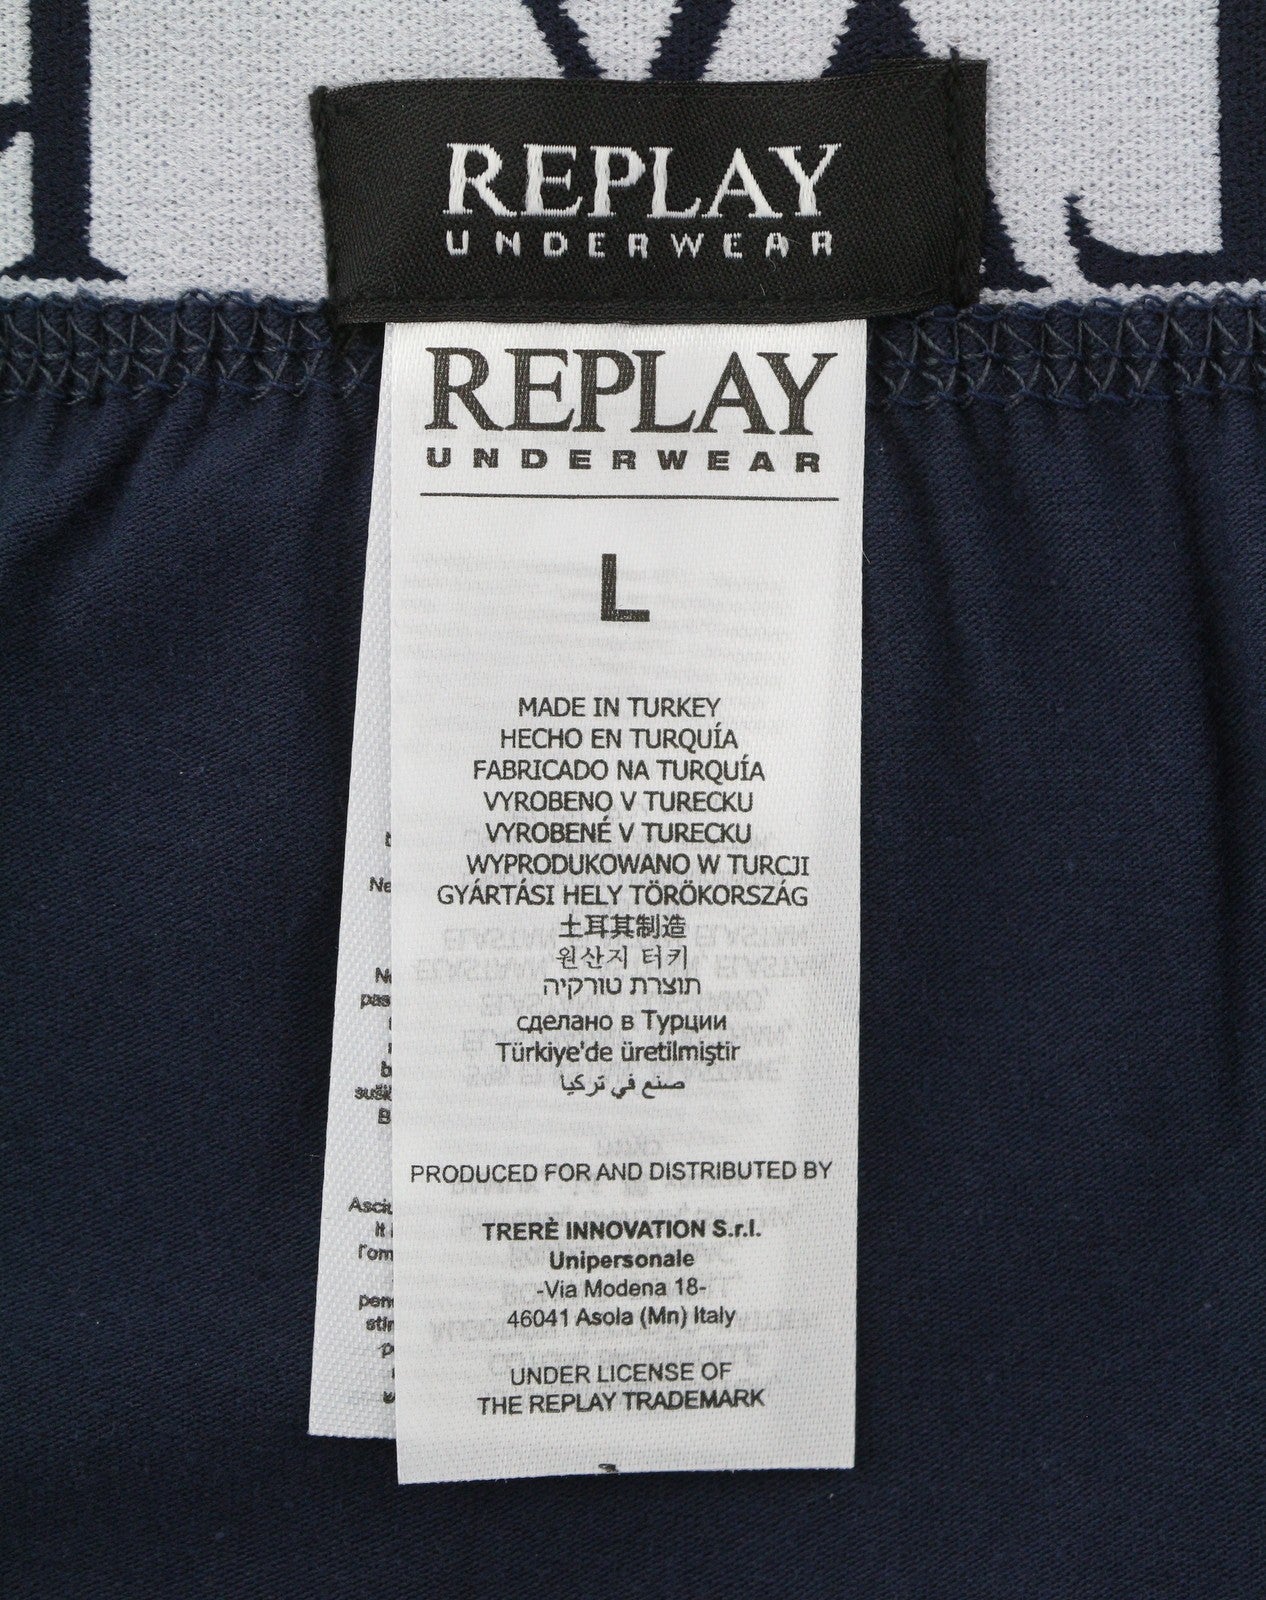 REPLAY
UNDERWEAR
REPLAY
UNDERWEAR
L
MADE IN TURKEY
HECHO EN TURQUÍA
FABRICADO NA TURQUÍA
VYROBENO V TURECKU
VYROBENÉ V TURECKU
WYPRODUKOWANO W TURCJI
GYÁRTÁSI HELY TÖRÖKORSZÁG
土耳其制造
원산지 터키
תוצרת טורקיה
сделано в Турции
Türkiye'de üretilmiştir
صنع في تركيا
PRODUCED FOR AND DISTRIBUTED BY
TRERÈ INNOVATION S.r.l.
Unipersonale
-Via Modena 18-
46041 Asola (Mn) Italy
UNDER LICENSE OF
THE REPLAY TRADEMARK